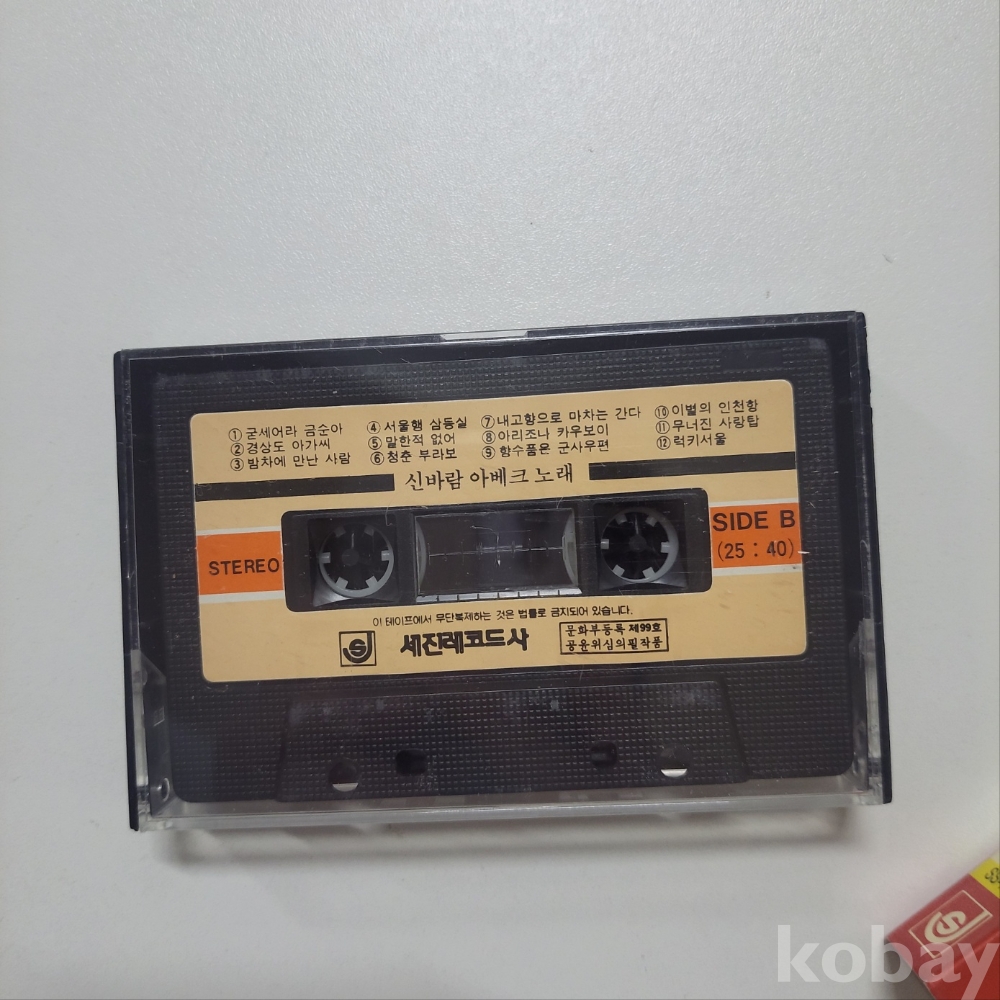 ① 굳세어라 금순아
② 경상도 아가씨
③ 밤차에 만난 사람
④ 서울행 삼등실
⑤ 말한적 없어
⑥ 청춘 부라보
⑦ 내고향으로 마차는 간다
⑧ 아리조나 카우보이
⑨ 향수품은 군사우편
⑩ 이별의 인천항
⑪ 무너진 사랑탑
⑫ 럭키서울
신바람 아베크 노래
STEREO
SIDE B
(25 : 40)
이 테이프에서 무단복제하는 것은 법률로 금지되어 있습니다.
세진레코드사
문화부등록 제99호
공윤위심의필작품
kobay